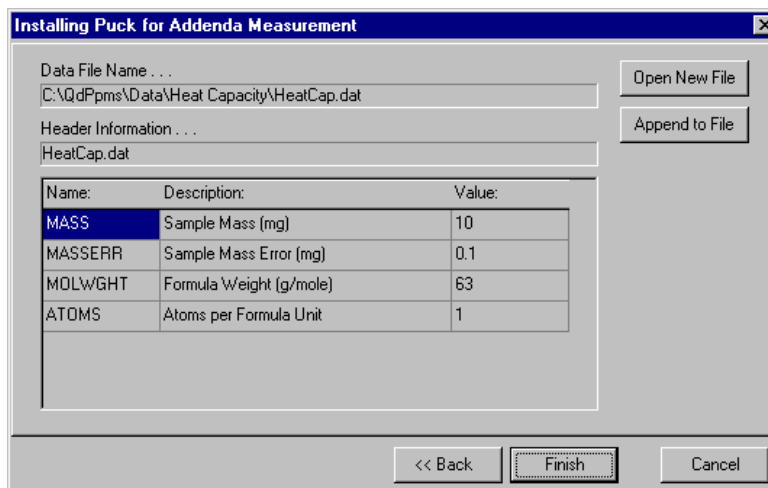 Installing Puck for Addenda Measurement
Data File Name . . .
C:\QdPpms\Data\Heat Capacity\HeatCap.dat
Open New File
Header Information . . .
Append to File
HeatCap.dat
Name: Description: Value:
MASS Sample Mass (mg) 10
MASSERR Sample Mass Error (mg) 0.1
MOLWGHT Formula Weight (g/mole) 63
ATOMS Atoms per Formula Unit 1
<< Back Finish Cancel